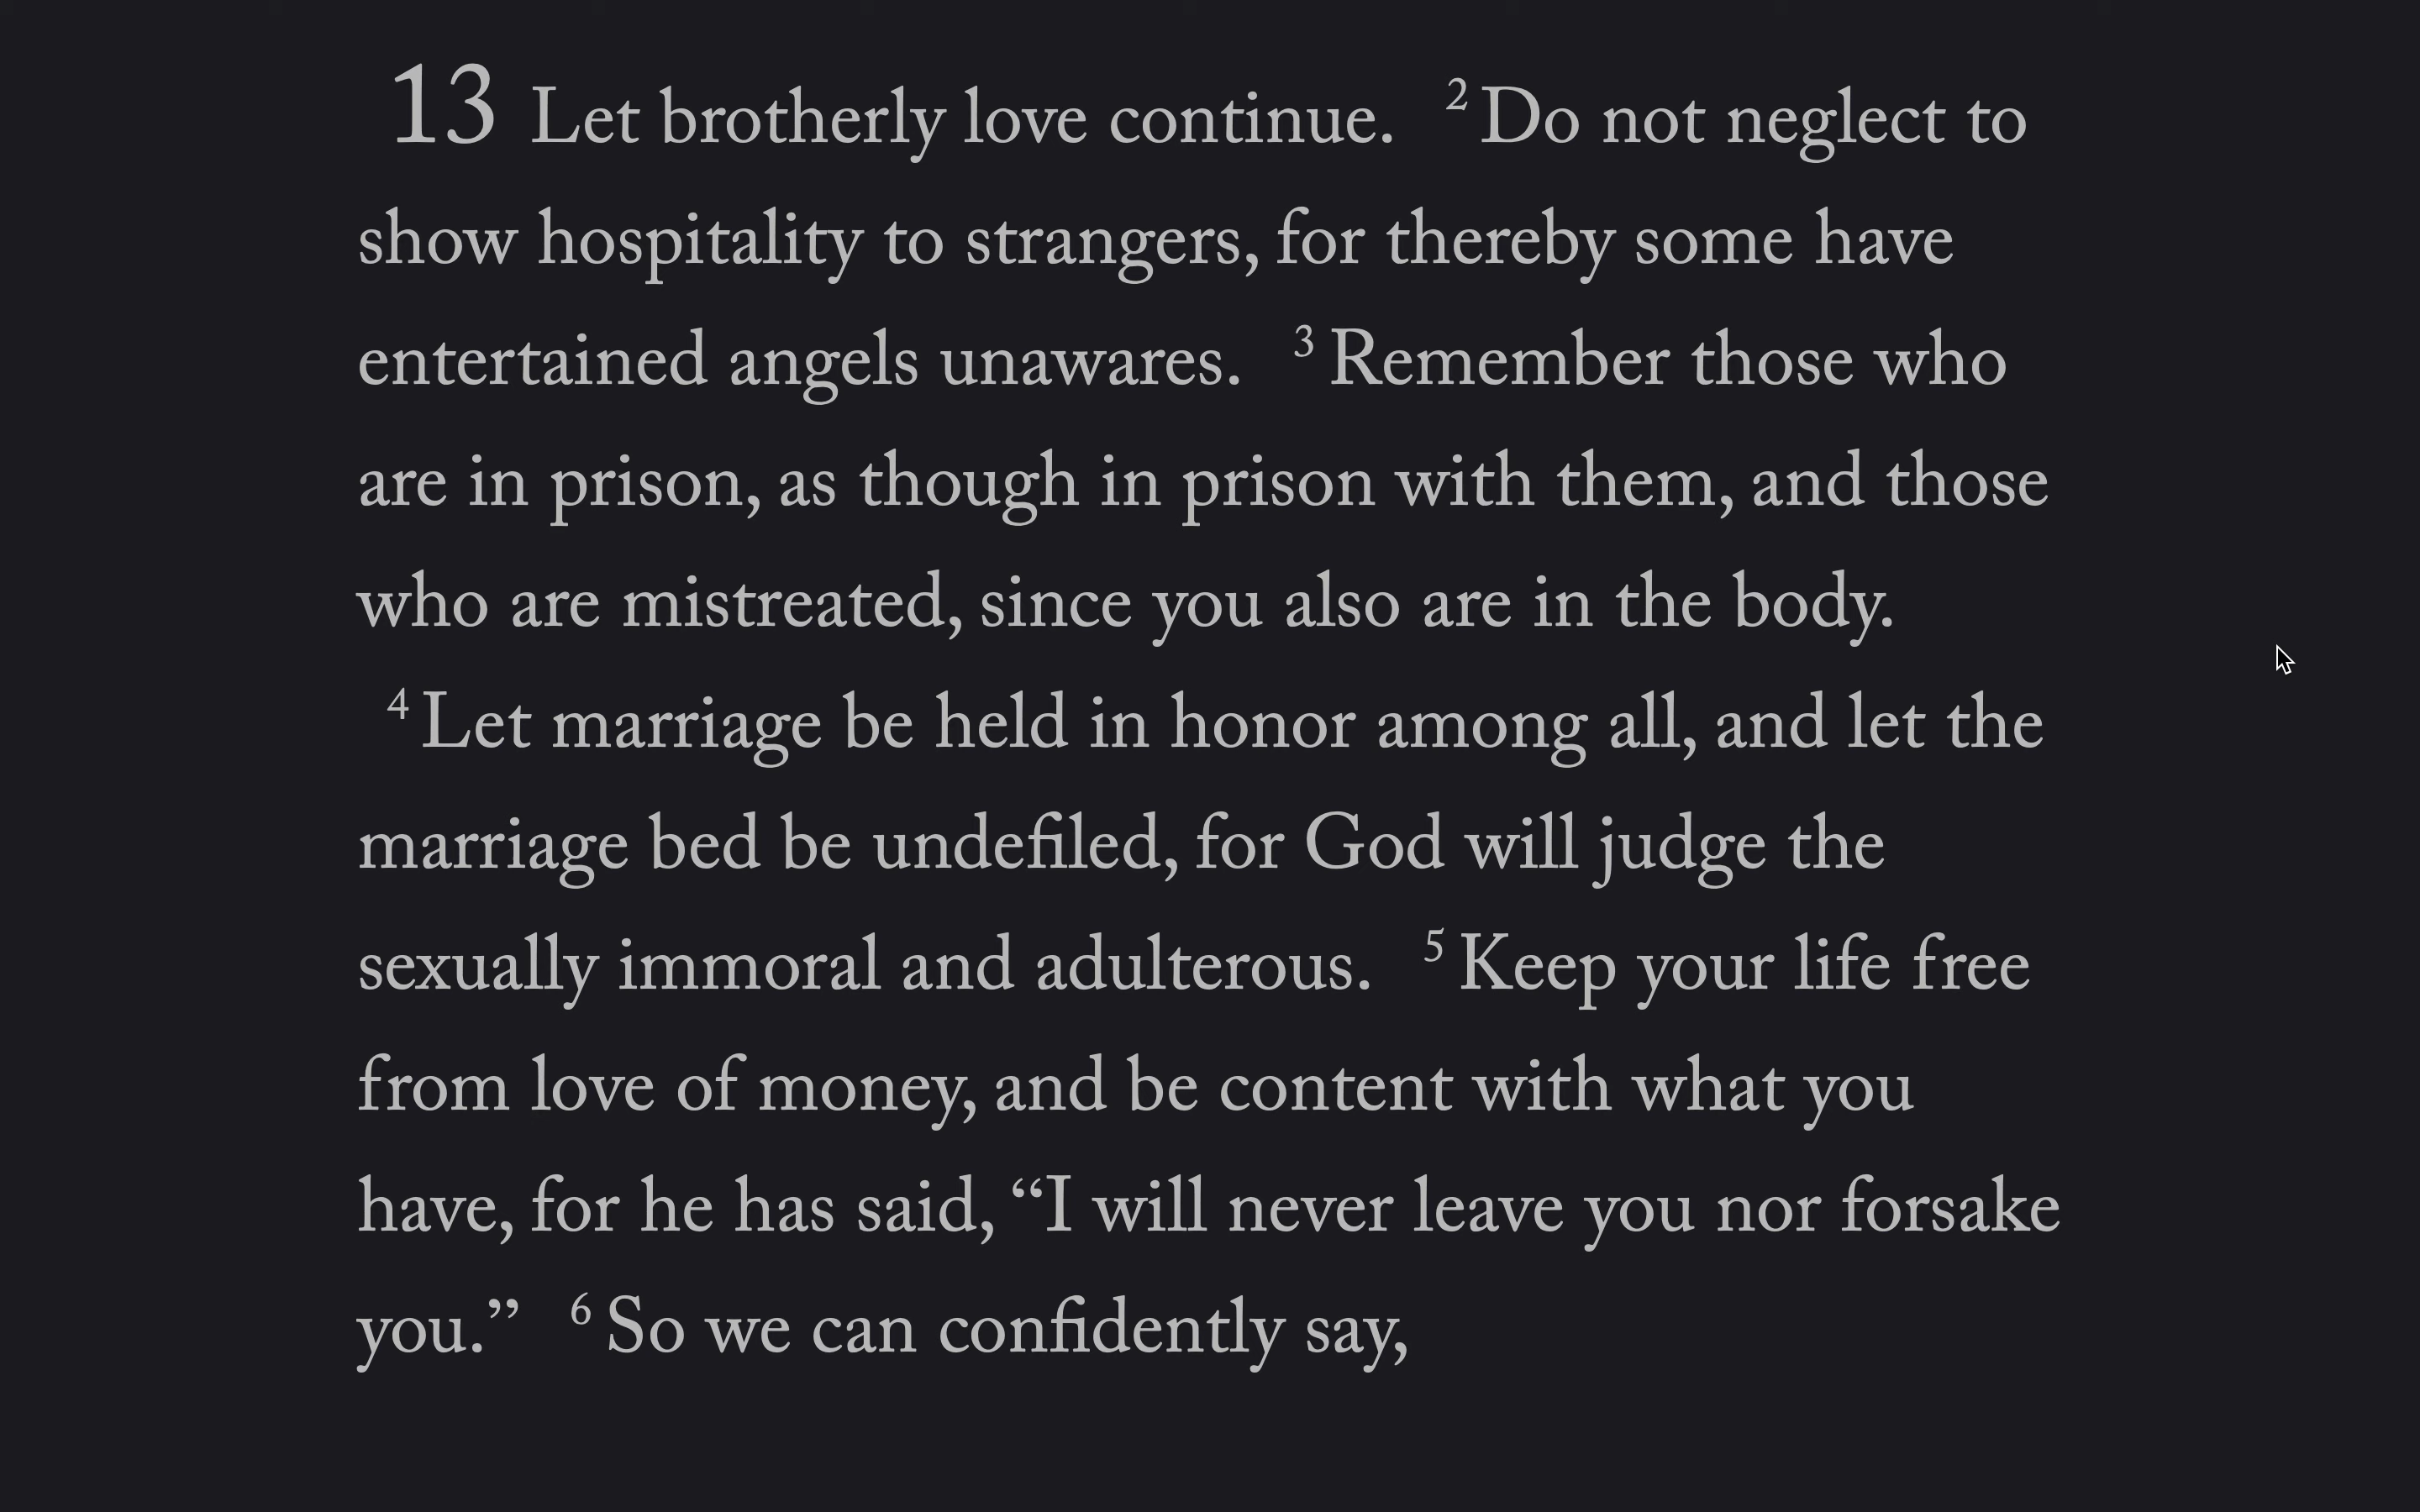 13 Let brotherly love continue. 2 Do not neglect to
show hospitality to strangers, for thereby some have
entertained angels unawares. 3 Remember those who
are in prison, as though in prison with them, and those
who are mistreated, since you also are in the body.
4 Let marriage be held in honor among all, and let the
marriage bed be undefiled, for God will judge the
sexually immoral and adulterous. 5 Keep your life free
from love of money, and be content with what you
have, for he has said, “I will never leave you nor forsake
you.” 6 So we can confidently say,